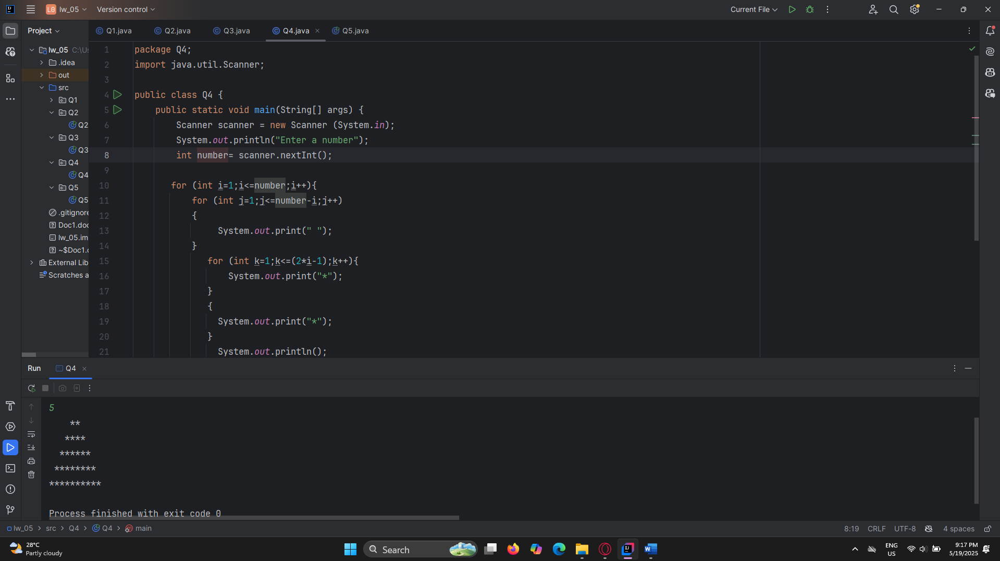 L0 lw_05 Version control Current File
Project
Q1.java Q2.java Q3.java Q4.java Q5.java
lw_05 C:\Us
.idea
out
src
Q1
Q2
Q2
Q3
Q3
Q4
Q4
Q5
Q5
.gitignore
Doc1.doc
lw_05.im
~$Doc1.
External Lib
Scratches a
1 package Q4;
2 import java.util.Scanner;
3
4 public class Q4 {
5 public static void main(String[] args) {
6 Scanner scanner = new Scanner (System.in);
7 System.out.println("Enter a number");
8 int number= scanner.nextInt();
9
10 for (int i=1;i<=number;i++){
11 for (int j=1;j<=number-i;j++)
12 {
13 System.out.print(" ");
14 }
15 for (int k=1;k<=(2*i-1);k++){
16 System.out.print("*");
17 }
18 {
19 System.out.print("*");
20 }
21 System.out.println();
Run Q4
5
**
****
******
********
**********
Process finished with exit code 0
lw_05 > src > Q4 > Q4 > main 8:19 CRLF UTF-8 4 spaces
28°C
Partly cloudy
Search
ENG
US
9:17 PM
5/19/2025